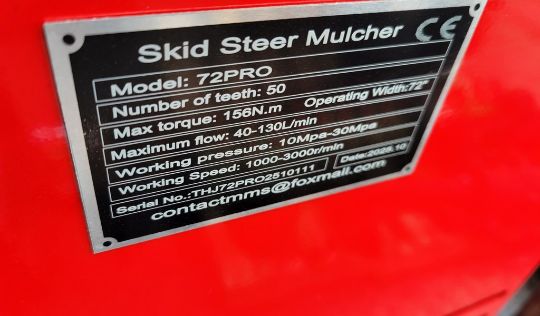 Skid Steer Mulcher CE
Model: 72PRO
Number of teeth: 50
Max torque: 156N.m Operating Width:72"
Maximum flow: 40-130L/min
Working pressure: 10Mpa-30Mpa
Working Speed: 1000-3000r/min
Serial No.:THJ72PRO2510111 Date:2025.10
contactmms@foxmail.com